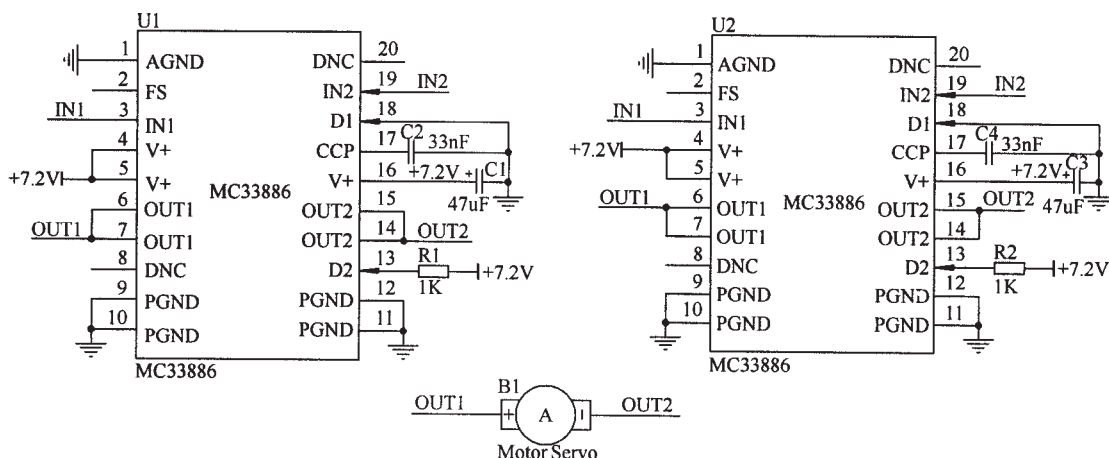 U1
1 AGND DNC 20
2 FS IN2 19 IN2
IN1 3 IN1 D1 18
4 V+ CCP 17 C2 33nF
+7.2V 5 V+ MC33886 V+ 16 +7.2V + C1 47uF
6 OUT1 OUT2 15
OUT1 7 OUT1 OUT2 14 OUT2
8 DNC D2 13 R1 1K +7.2V
9 PGND PGND 12
10 PGND PGND 11
MC33886
U2
1 AGND DNC 20
2 FS IN2 19 IN2
IN1 3 IN1 D1 18
+7.2V 4 V+ CCP 17 C4 33nF
5 V+ V+ 16 +7.2V + C3 47uF
OUT1 6 OUT1 MC33886 OUT2 15 OUT2
7 OUT1 OUT2 14
8 DNC D2 13 R2 1K +7.2V
9 PGND PGND 12
10 PGND PGND 11
MC33886
B1
OUT1 + A - OUT2
Motor Servo